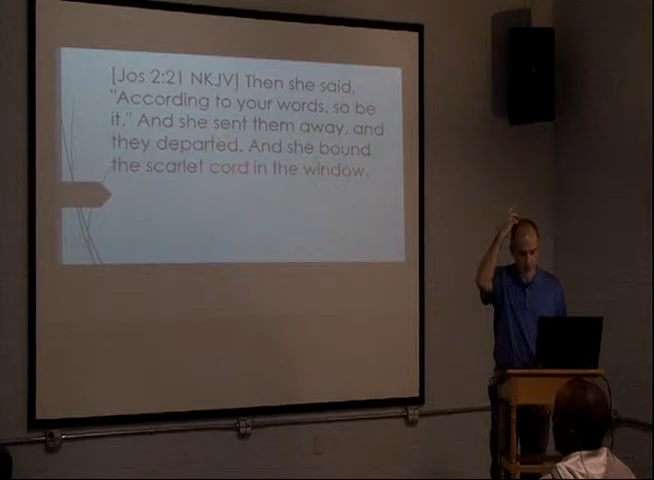 [Jos 2:21 NKJV] Then she said,
"According to your words, so be
it." And she sent them away, and
they departed. And she bound
the scarlet cord in the window.